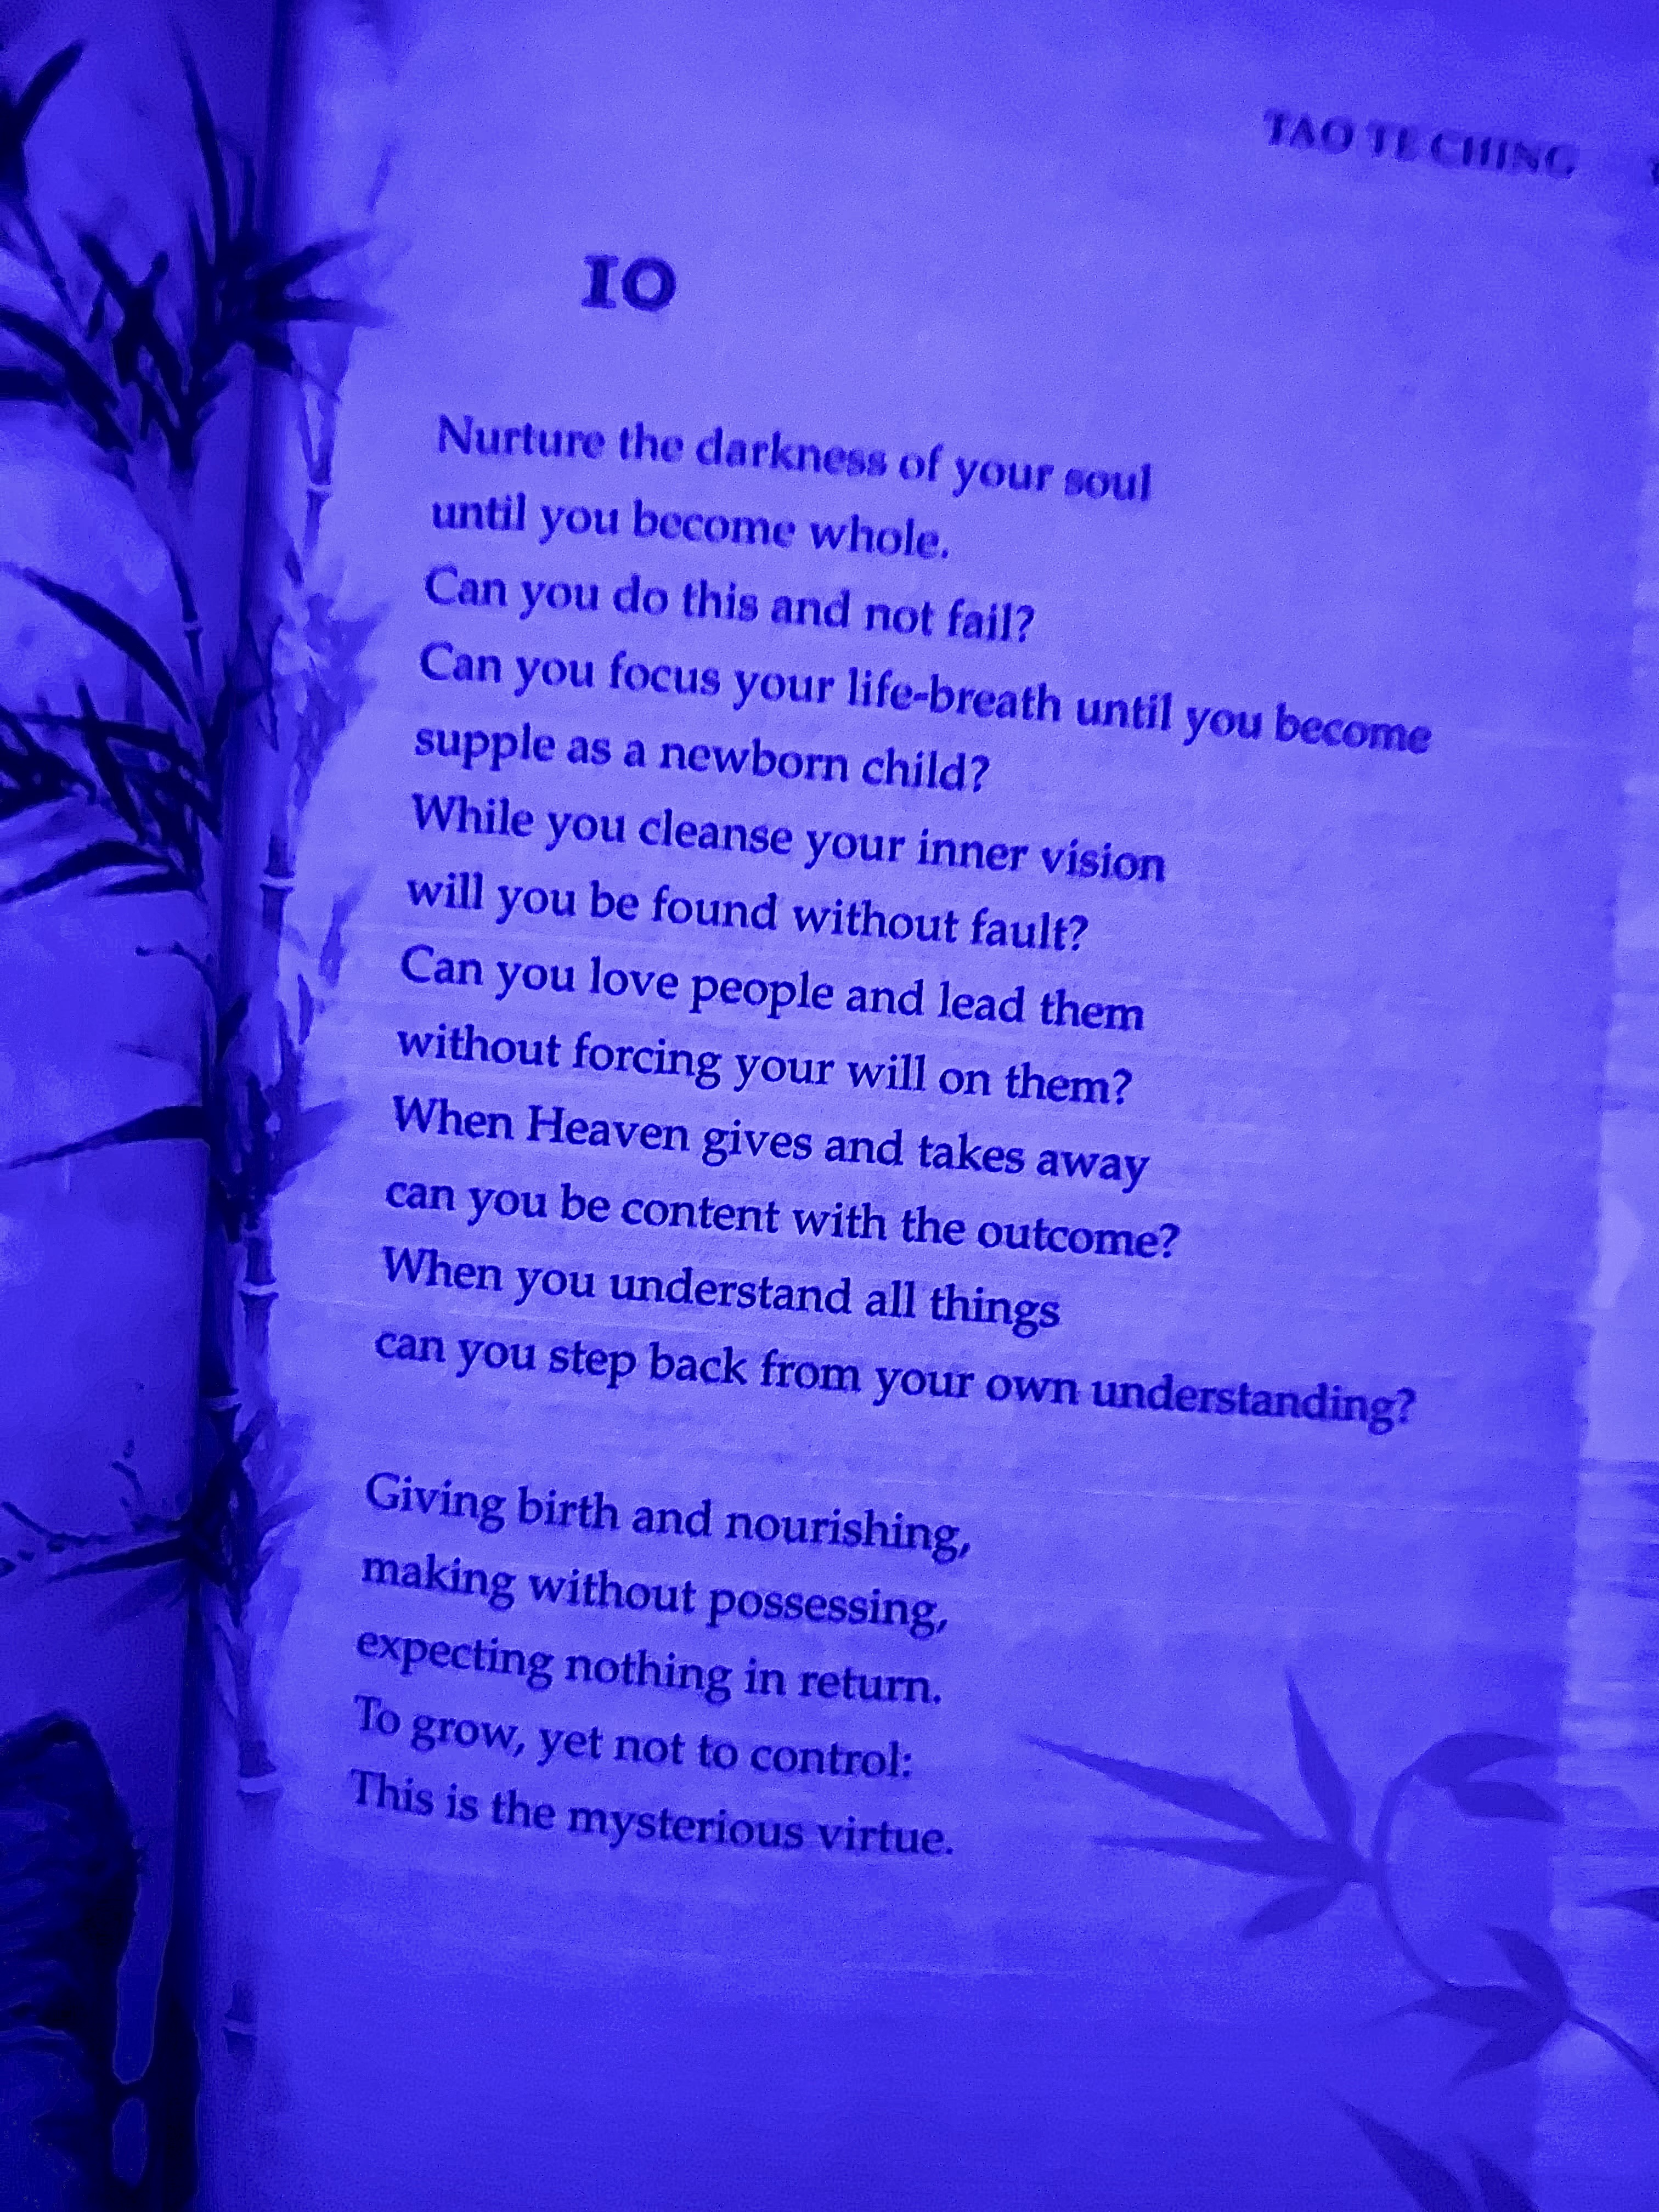 TAO TE CHING
10
Nurture the darkness of your soul
until you become whole.
Can you do this and not fail?
Can you focus your life-breath until you become
supple as a newborn child?
While you cleanse your inner vision
will you be found without fault?
Can you love people and lead them
without forcing your will on them?
When Heaven gives and takes away
can you be content with the outcome?
When you understand all things
can you step back from your own understanding?
Giving birth and nourishing,
making without possessing,
expecting nothing in return.
To grow, yet not to control:
This is the mysterious virtue.